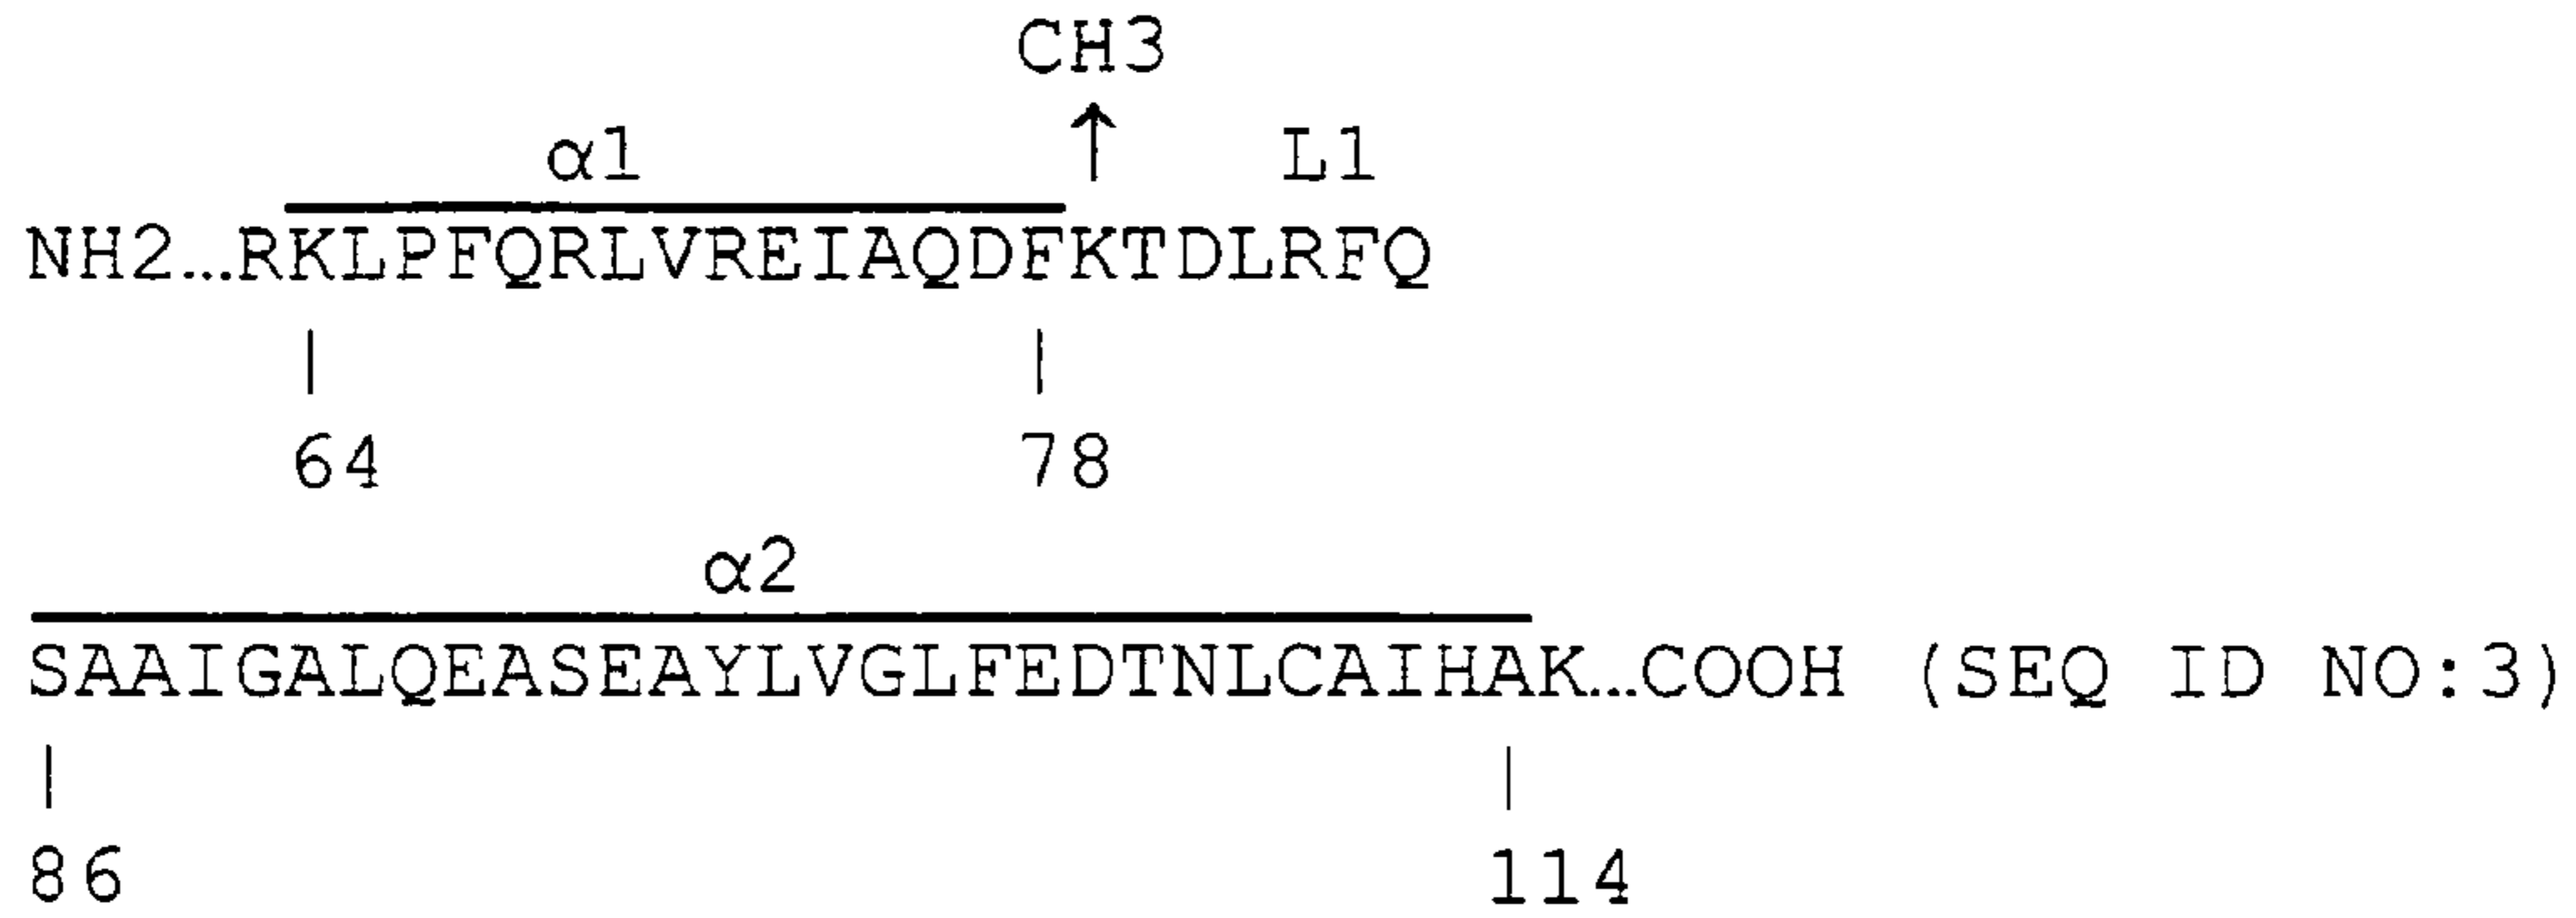 CH3
↑
α1 L1
NH2...RKLPFQRLVREIAQDFKTDLRFQ
| |
64 78
α2
SAAIGALQEASEAYLVGLFEDTNLCAIHAK...COOH (SEQ ID NO:3)
| |
86 114